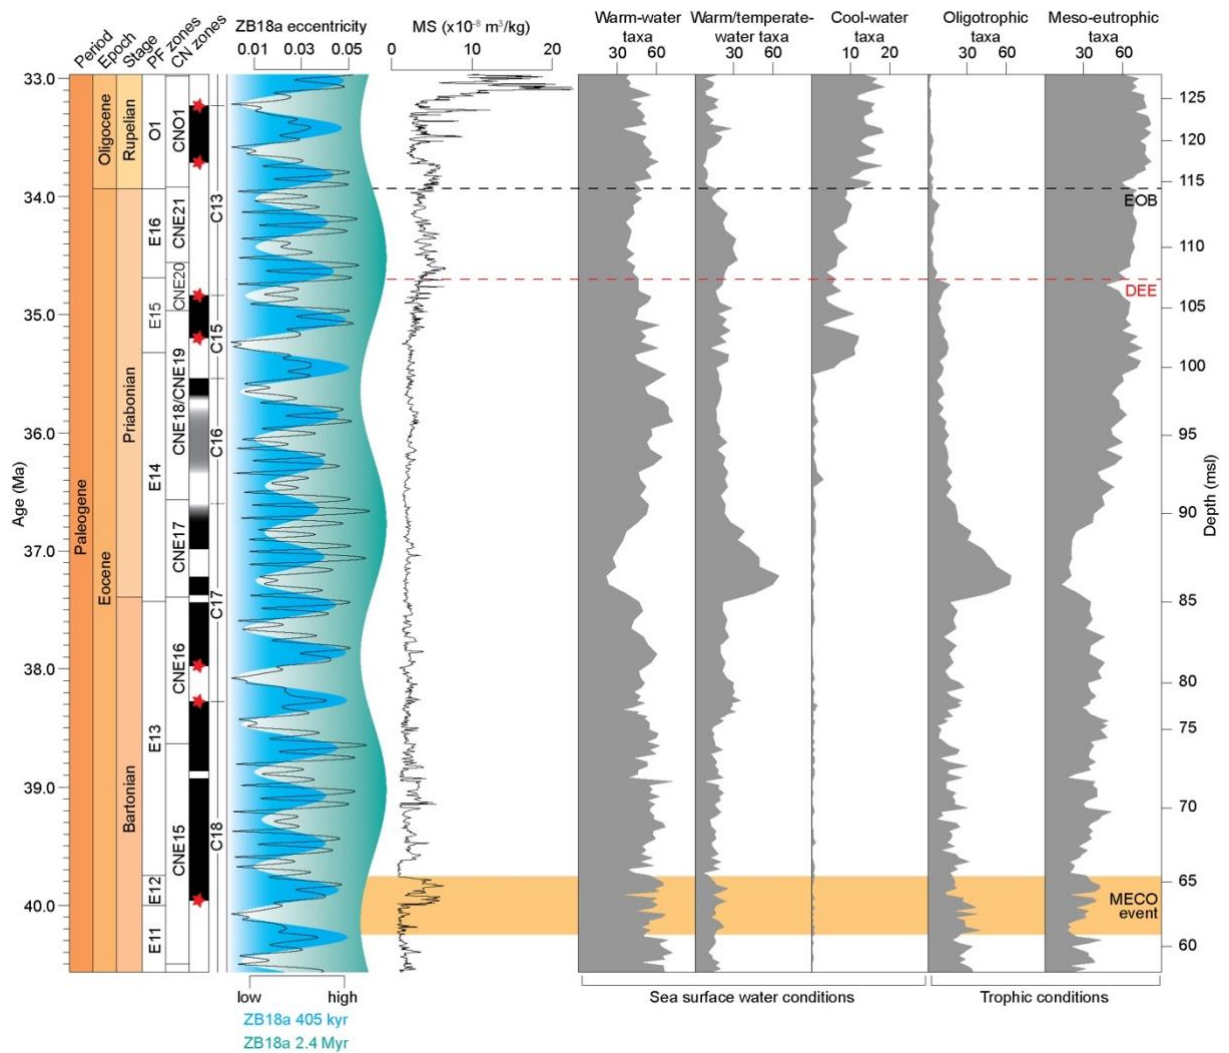 Period
Epoch
Stage
PF zones
CN zones
ZB18a eccentricity
0.01 0.03 0.05
MS (x10⁻⁸ m³/kg)
0 10 20
Warm-water
taxa
30 60
Warm/temperate-
water taxa
30 60
Cool-water
taxa
10 20
Oligotrophic
taxa
30 60
Meso-eutrophic
taxa
30 60
Age (Ma)
33.0
34.0
35.0
36.0
37.0
38.0
39.0
40.0
Paleogene
Oligocene
Eocene
Rupelian
Priabonian
Bartonian
O1
E16
E15
E14
E13
E12
E11
CNO1
CNE21
CNE20
CNE18/CNE19
CNE17
CNE16
CNE15
C13
C15
C16
C17
C18
EOB
DEE
MECO
event
125
120
115
110
105
100
95
90
85
80
75
70
65
60
Depth (msl)
low high
ZB18a 405 kyr
ZB18a 2.4 Myr
Sea surface water conditions
Trophic conditions